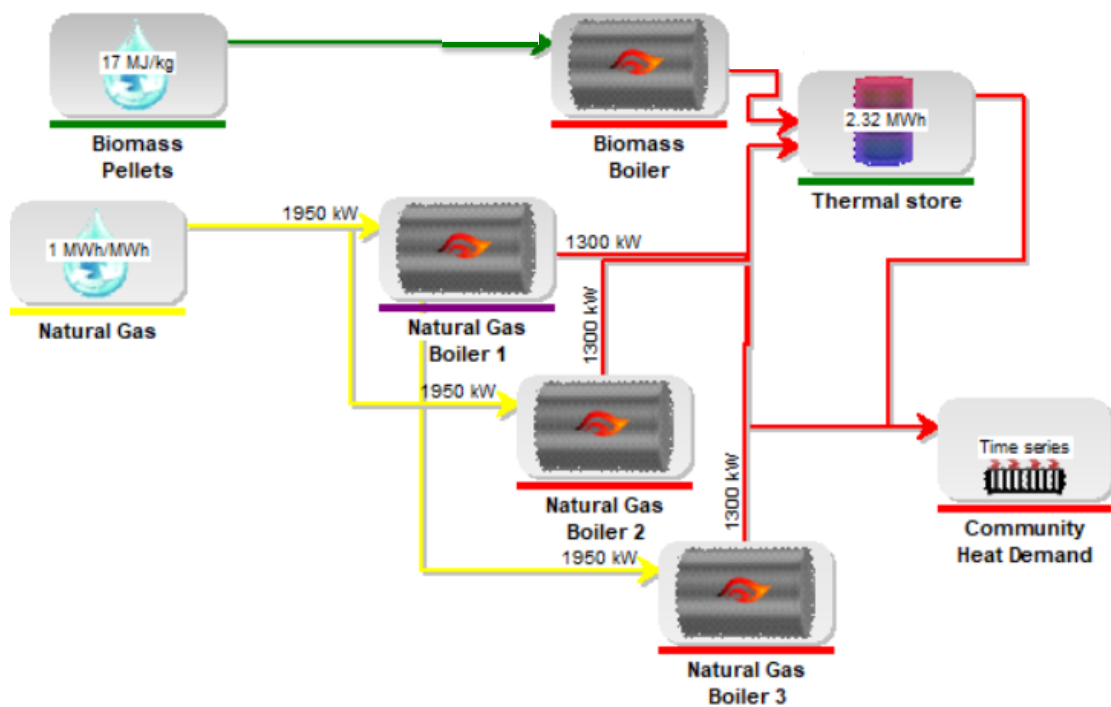 17 MJ/kg
Biomass
Pellets
Biomass
Boiler
2.32 MWh
Thermal store
1 MWh/MWh
Natural Gas
1950 kW
Natural Gas
Boiler 1
1300 kW
1300 kW
1950 kW
Natural Gas
Boiler 2
1300 kW
1950 kW
Natural Gas
Boiler 3
Time series
Community
Heat Demand